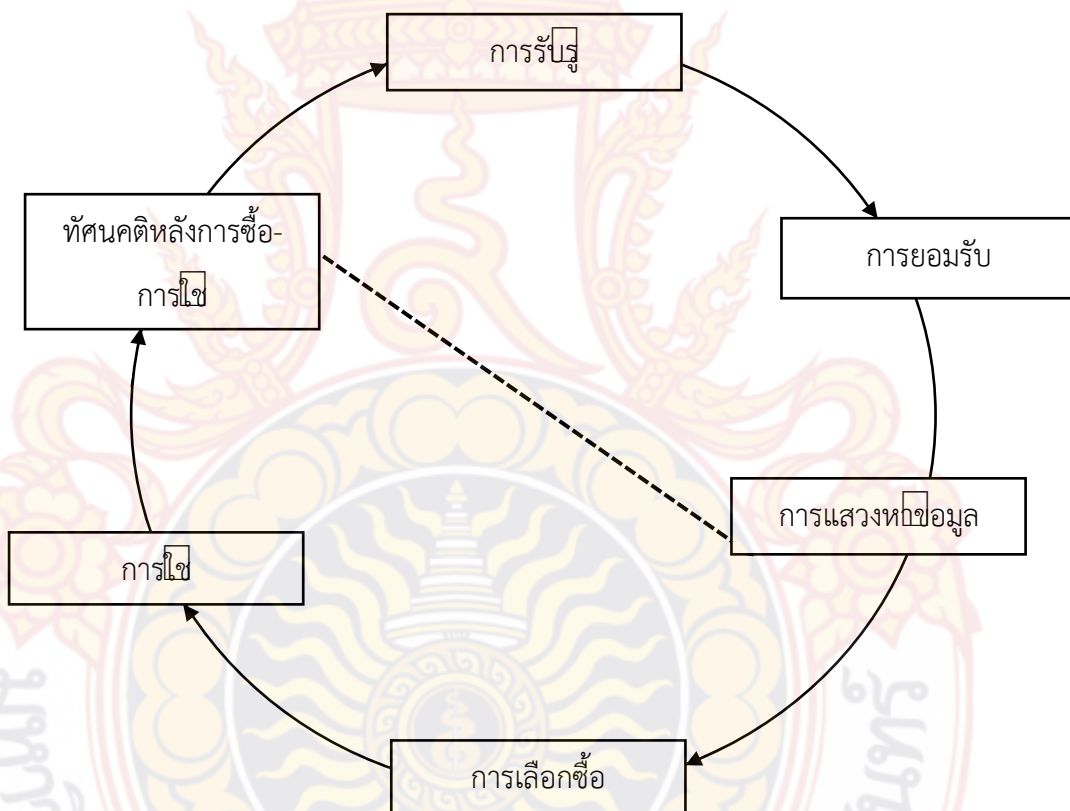 การรับรู
การยอมรับ
การแสวงหาขอมูล
การเลือกซื้อ
การใช
ทัศนคติหลังการซื้อ-
การใช